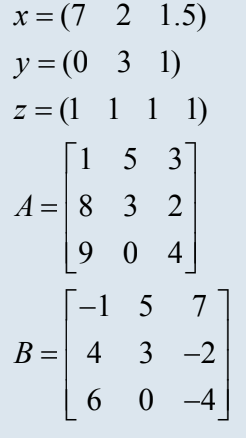 x = (7 2 1.5)
y = (0 3 1)
z = (1 1 1 1)
A = [1 5 3
8 3 2
9 0 4]
B = [−1 5 7
4 3 −2
6 0 −4]